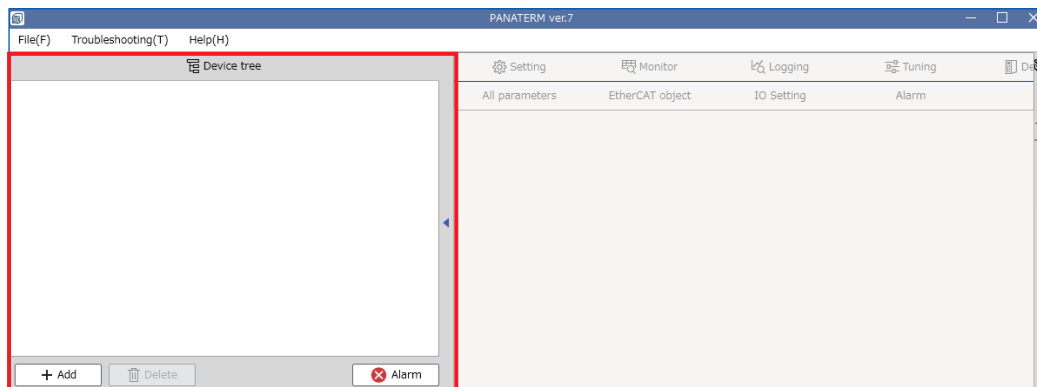 PANATERM ver.7
File(F) Troubleshooting(T) Help(H)
Device tree
Setting Monitor Logging Tuning
All parameters EtherCAT object IO Setting Alarm
+ Add Delete Alarm